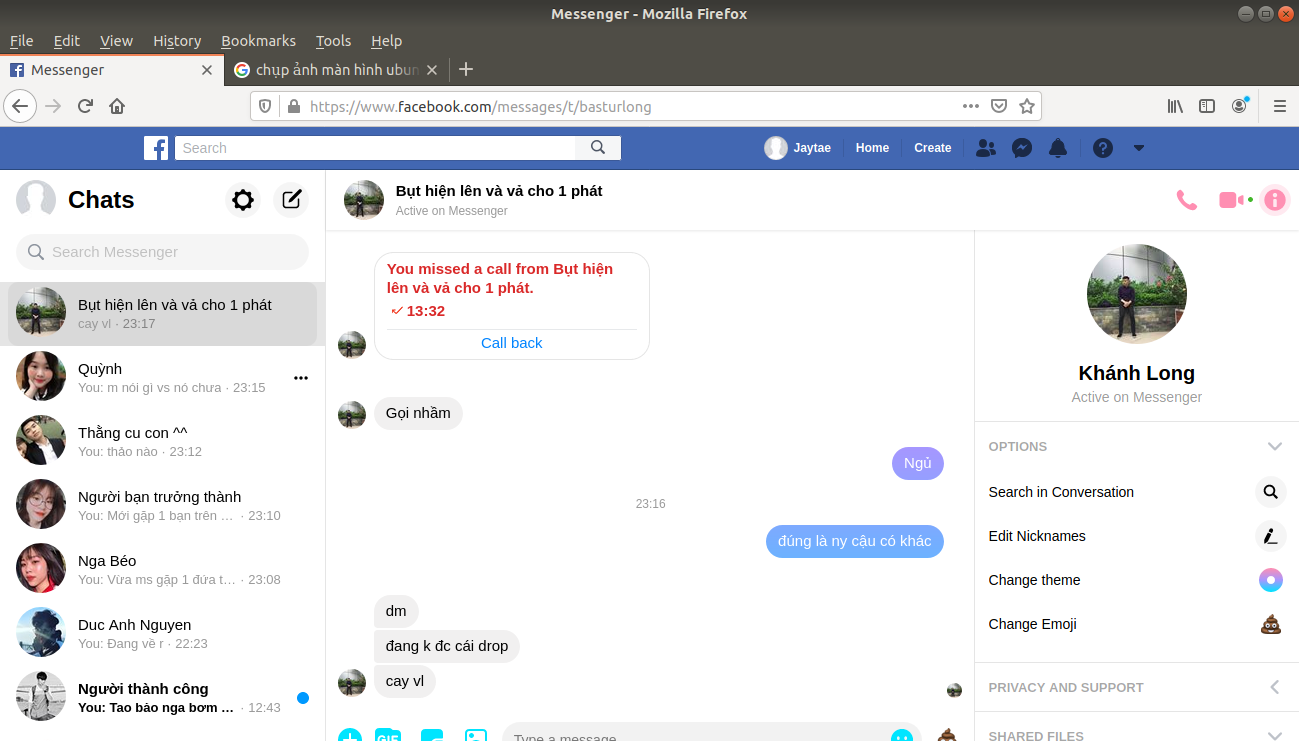 Messenger - Mozilla Firefox
File Edit View History Bookmarks Tools Help
Messenger
chụp ảnh màn hình ubun
https://www.facebook.com/messages/t/basturlong
Search
Jaytae
Home
Create
Chats
Search Messenger
Bụt hiện lên và vả cho 1 phát
cay vl · 23:17
Quỳnh
You: m nói gì vs nó chưa · 23:15
Thằng cu con ^^
You: thảo nào · 23:12
Người bạn trưởng thành
You: Mới gặp 1 bạn trên … · 23:10
Nga Béo
You: Vừa ms gặp 1 đứa t… · 23:08
Duc Anh Nguyen
You: Đang về r · 22:23
Người thành công
You: Tao bảo nga bơm … · 12:43
Bụt hiện lên và vả cho 1 phát
Active on Messenger
You missed a call from Bụt hiện
lên và vả cho 1 phát.
13:32
Call back
Gọi nhầm
Ngủ
23:16
đúng là ny cậu có khác
dm
đang k đc cái drop
cay vl
GIF
Type a message
Khánh Long
Active on Messenger
OPTIONS
Search in Conversation
Edit Nicknames
Change theme
Change Emoji
PRIVACY AND SUPPORT
SHARED FILES